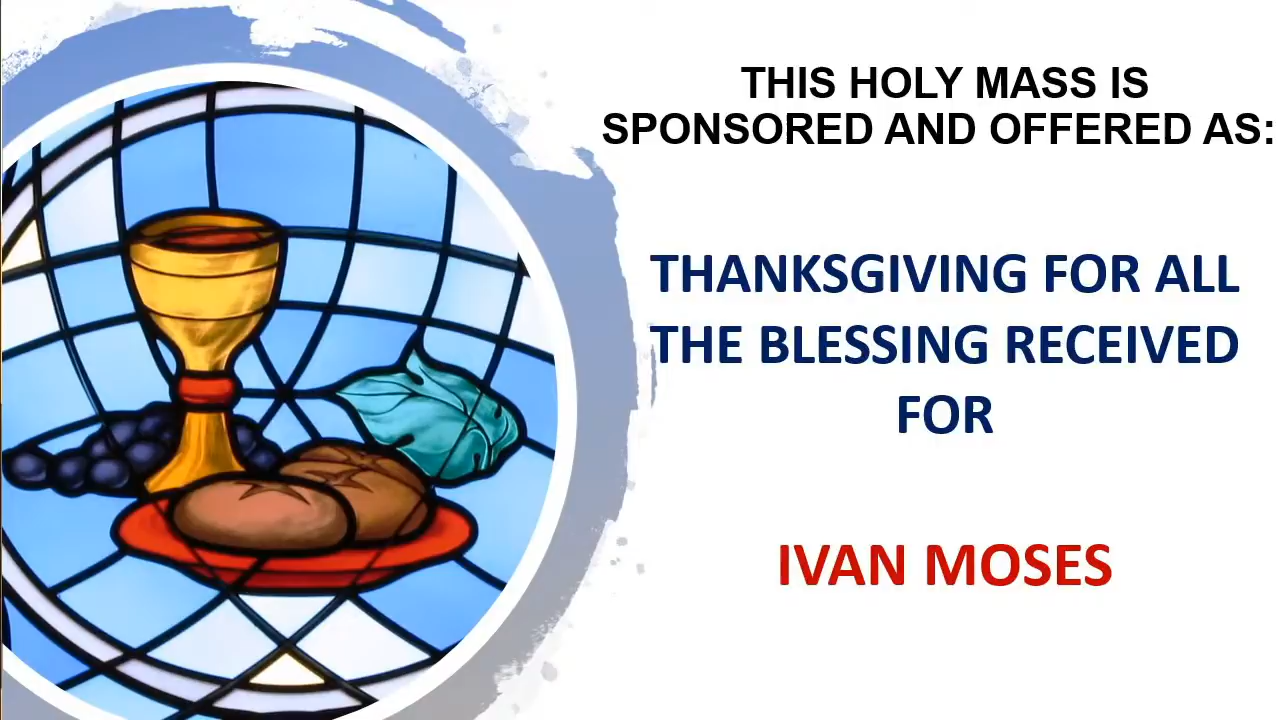 THIS HOLY MASS IS
SPONSORED AND OFFERED AS:
THANKSGIVING FOR ALL
THE BLESSING RECEIVED
FOR
IVAN MOSES